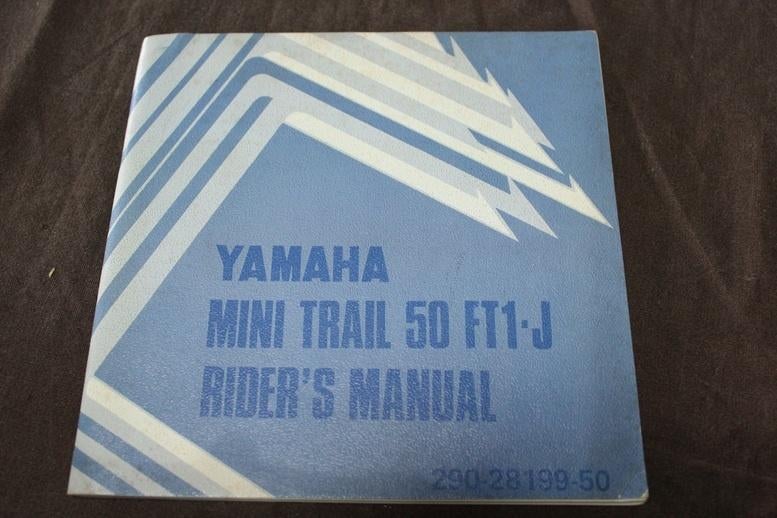 YAMAHA
MINI TRAIL 50 FT1·J
RIDER'S MANUAL
290-28199-50